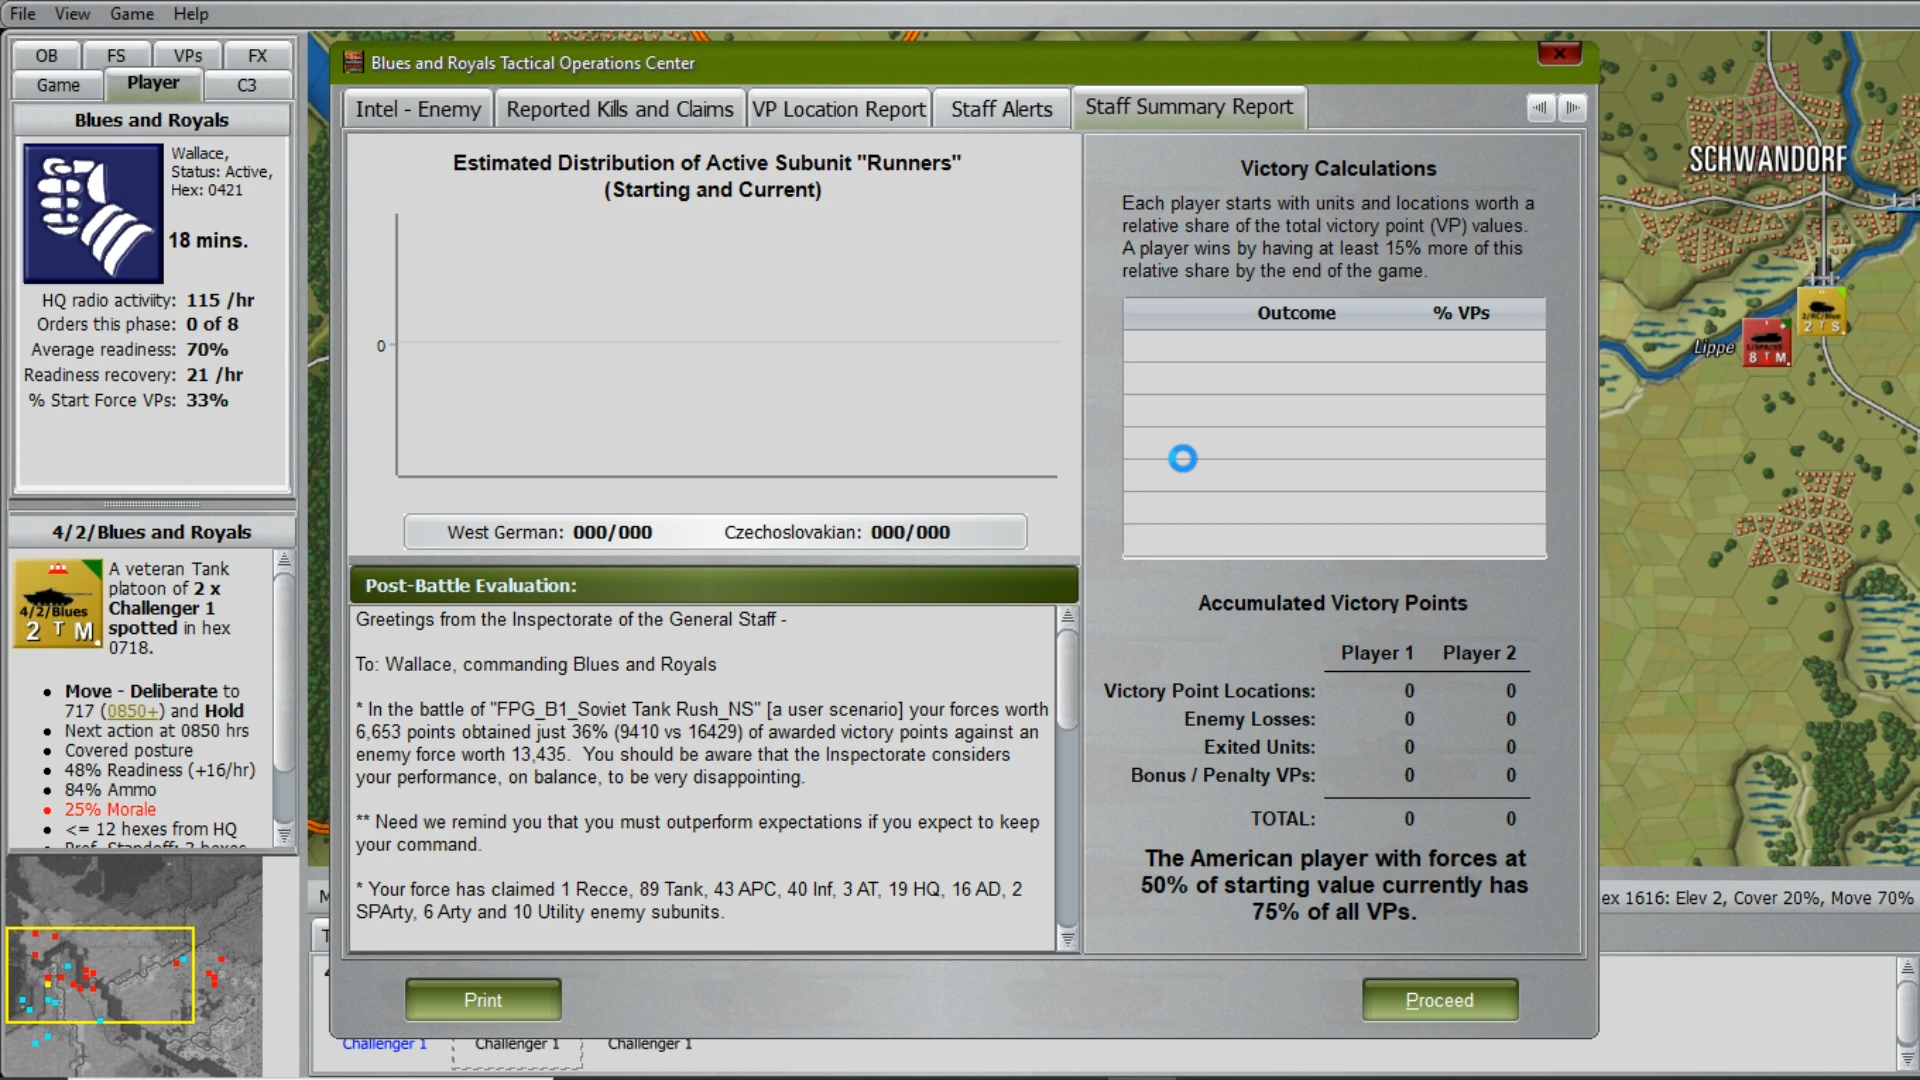 File View Game Help
OB FS VPs FX
Game Player C3
Blues and Royals
Wallace,
Status: Active,
Hex: 0421
18 mins.
HQ radio activiity: 115 /hr
Orders this phase: 0 of 8
Average readiness: 70%
Readiness recovery: 21 /hr
% Start Force VPs: 33%
4/2/Blues and Royals
4/2/Blues
2 T M
A veteran Tank
platoon of 2 x
Challenger 1
spotted in hex
0718.
• Move - Deliberate to
717 (0850+) and Hold
• Next action at 0850 hrs
• Covered posture
• 48% Readiness (+16/hr)
• 84% Ammo
• 25% Morale
• <= 12 hexes from HQ
Blues and Royals Tactical Operations Center
Intel - Enemy Reported Kills and Claims VP Location Report Staff Alerts Staff Summary Report
Estimated Distribution of Active Subunit "Runners"
(Starting and Current)
0
West German: 000/000 Czechoslovakian: 000/000
Post-Battle Evaluation:
Greetings from the Inspectorate of the General Staff -
To: Wallace, commanding Blues and Royals
* In the battle of "FPG_B1_Soviet Tank Rush_NS" [a user scenario] your forces worth
6,653 points obtained just 36% (9410 vs 16429) of awarded victory points against an
enemy force worth 13,435. You should be aware that the Inspectorate considers
your performance, on balance, to be very disappointing.
** Need we remind you that you must outperform expectations if you expect to keep
your command.
* Your force has claimed 1 Recce, 89 Tank, 43 APC, 40 Inf, 3 AT, 19 HQ, 16 AD, 2
SPArty, 6 Arty and 10 Utility enemy subunits.
Victory Calculations
Each player starts with units and locations worth a
relative share of the total victory point (VP) values.
A player wins by having at least 15% more of this
relative share by the end of the game.
Outcome % VPs
Accumulated Victory Points
Player 1 Player 2
Victory Point Locations: 0 0
Enemy Losses: 0 0
Exited Units: 0 0
Bonus / Penalty VPs: 0 0
TOTAL: 0 0
The American player with forces at
50% of starting value currently has
75% of all VPs.
Print
Proceed
Challenger 1 Challenger 1 Challenger 1
SCHWANDORF
2 T S
Lippe
8 T M
ex 1616: Elev 2, Cover 20%, Move 70%